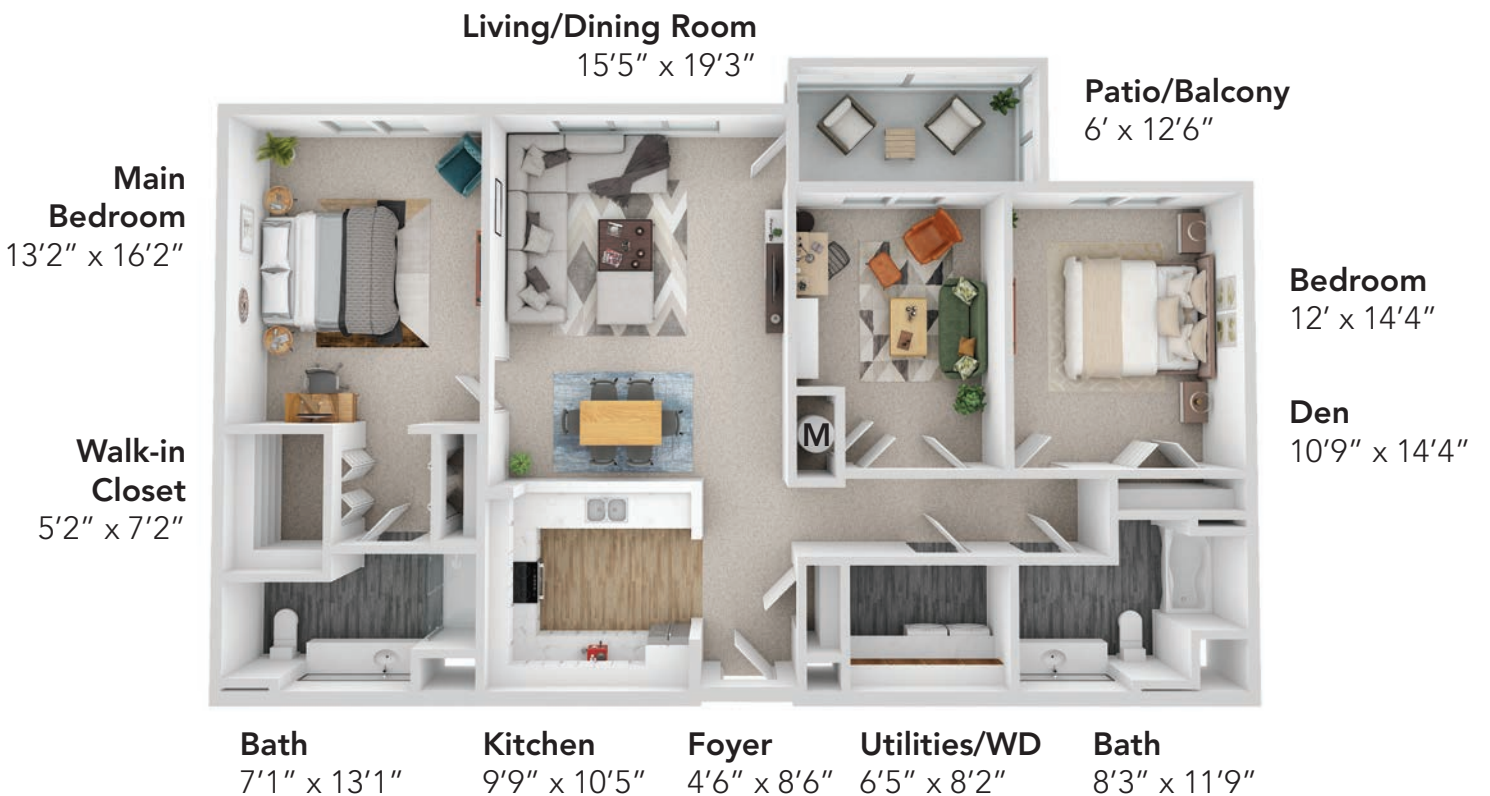 Living/Dining Room
15’5” x 19’3”
Patio/Balcony
6’ x 12’6”
Main
Bedroom
13’2” x 16’2”
Bedroom
12’ x 14’4”
Den
10’9” x 14’4”
M
Walk-in
Closet
5’2” x 7’2”
Bath
7’1” x 13’1”
Kitchen
9’9” x 10’5”
Foyer
4’6” x 8’6”
Utilities/WD
6’5” x 8’2”
Bath
8’3” x 11’9”